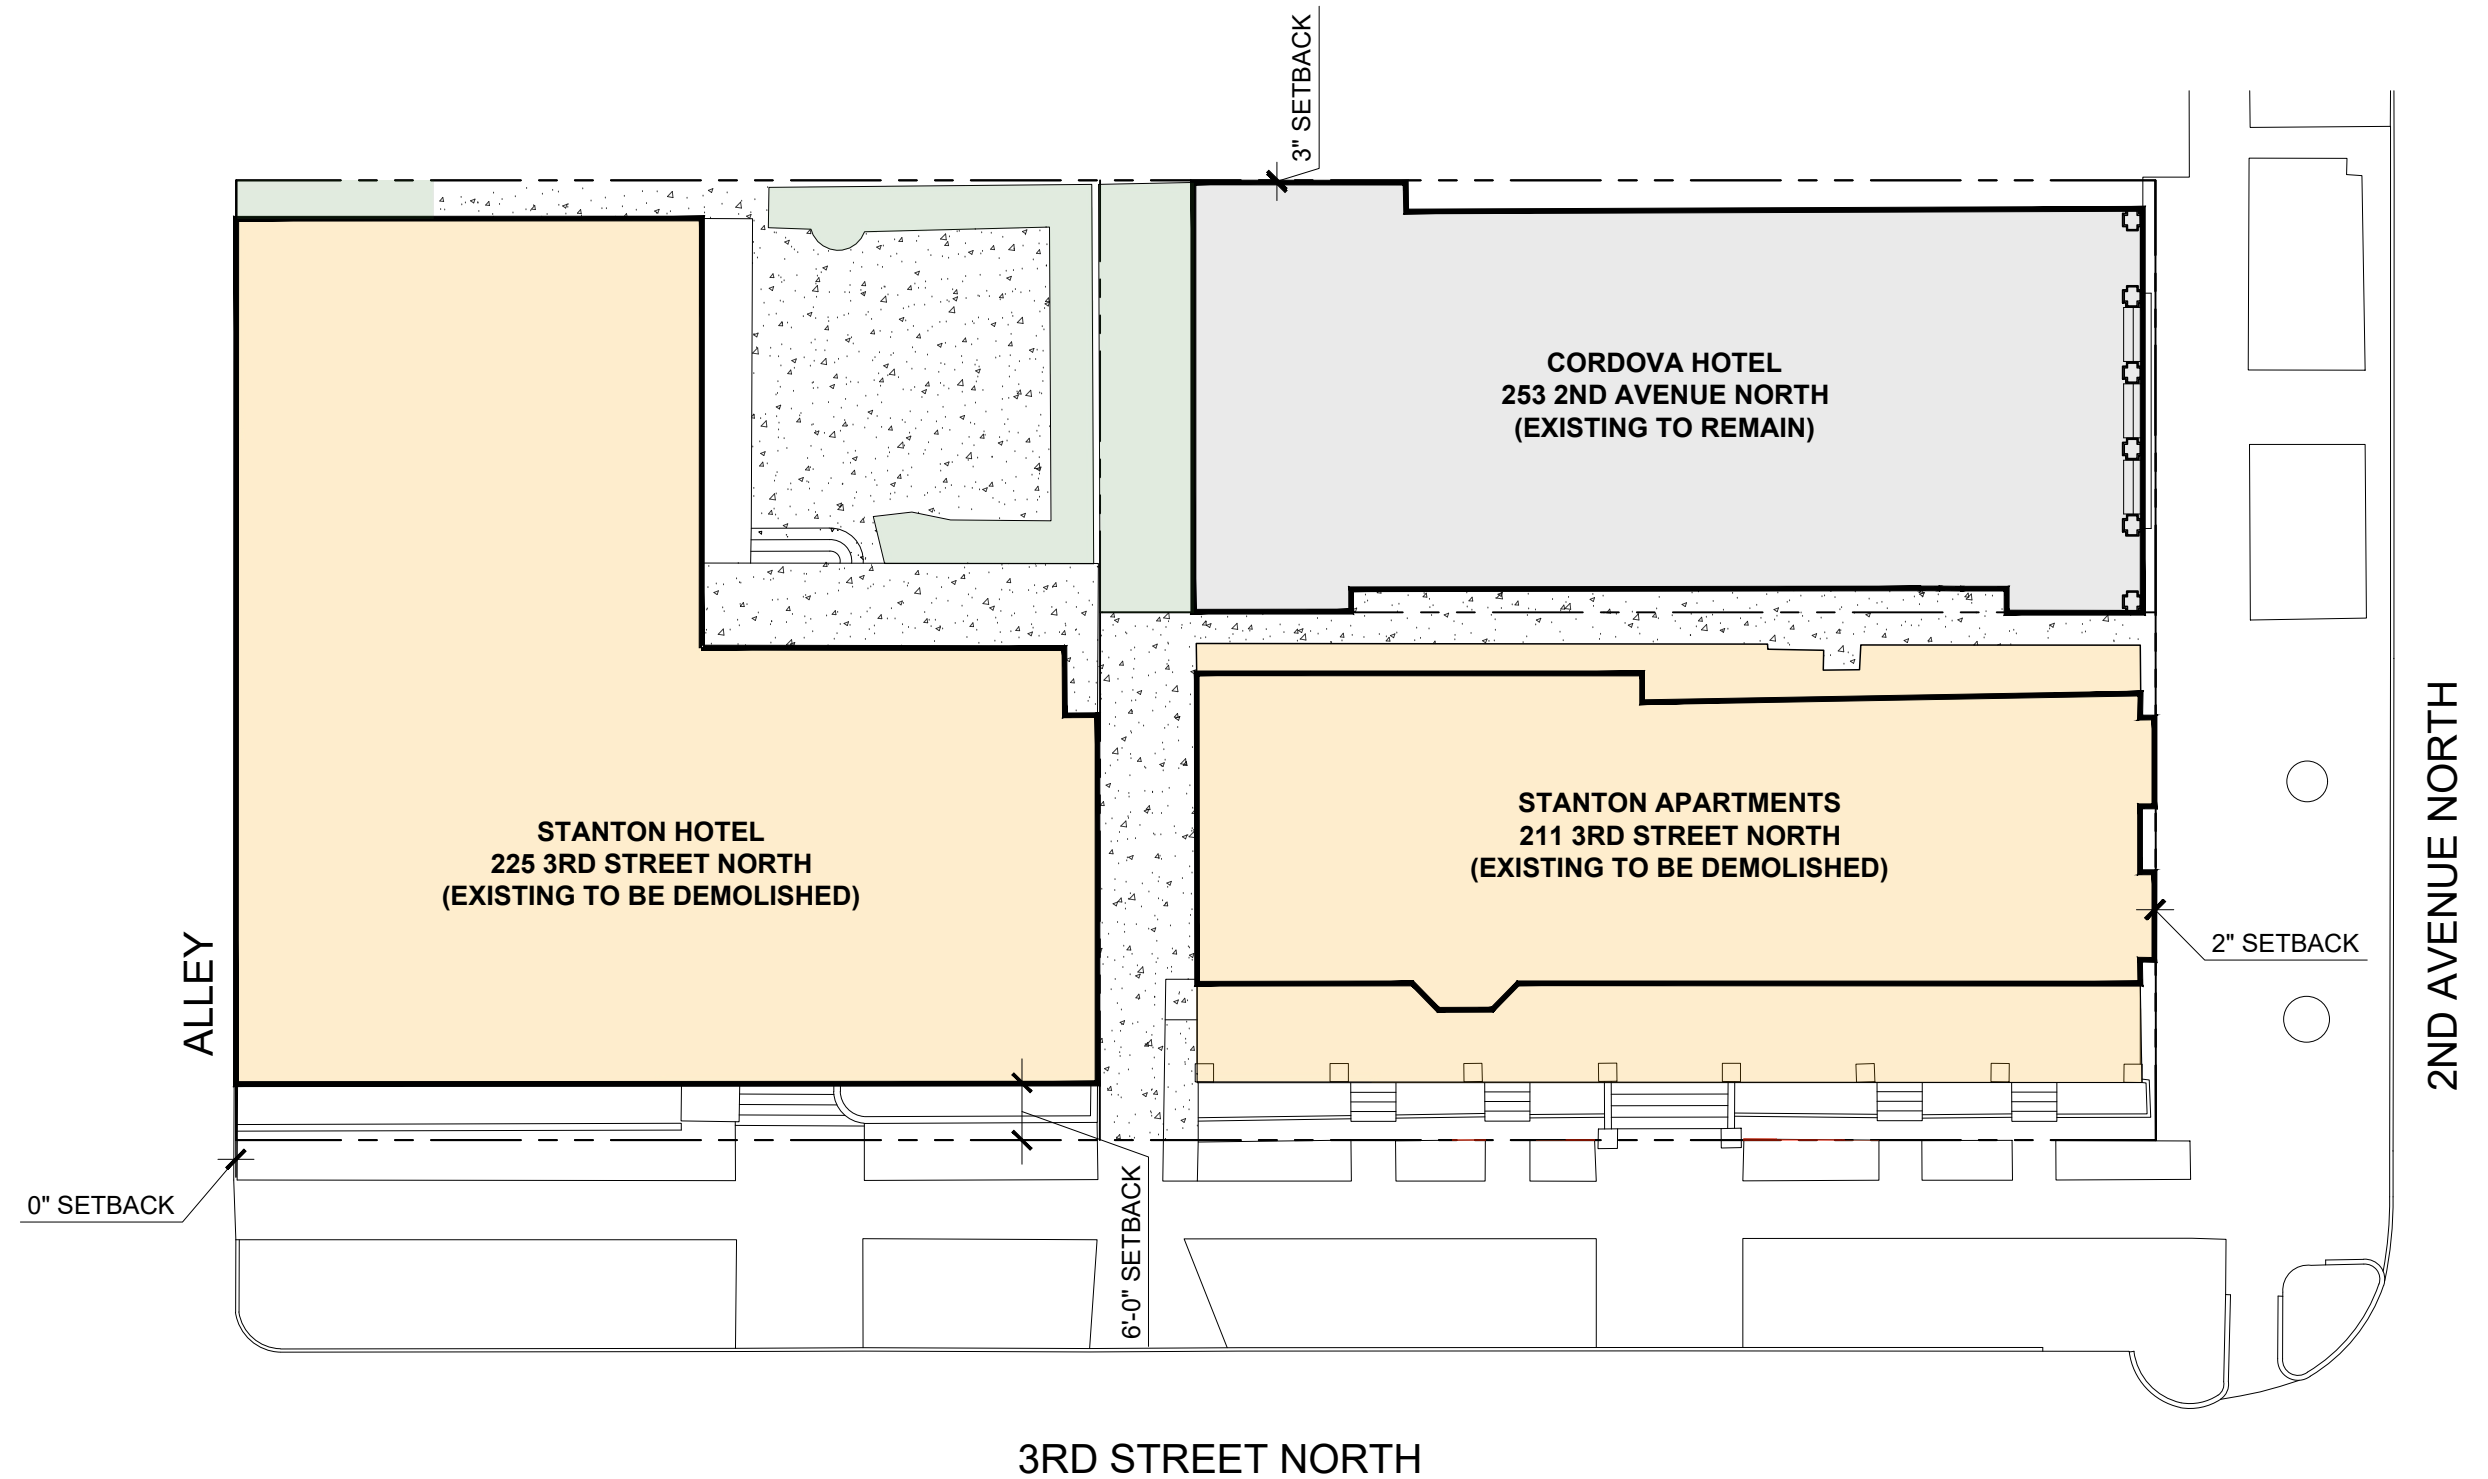 3" SETBACK
CORDOVA HOTEL
253 2ND AVENUE NORTH
(EXISTING TO REMAIN)
STANTON HOTEL
225 3RD STREET NORTH
(EXISTING TO BE DEMOLISHED)
STANTON APARTMENTS
211 3RD STREET NORTH
(EXISTING TO BE DEMOLISHED)
ALLEY
2" SETBACK
2ND AVENUE NORTH
0" SETBACK
6'-0" SETBACK
3RD STREET NORTH